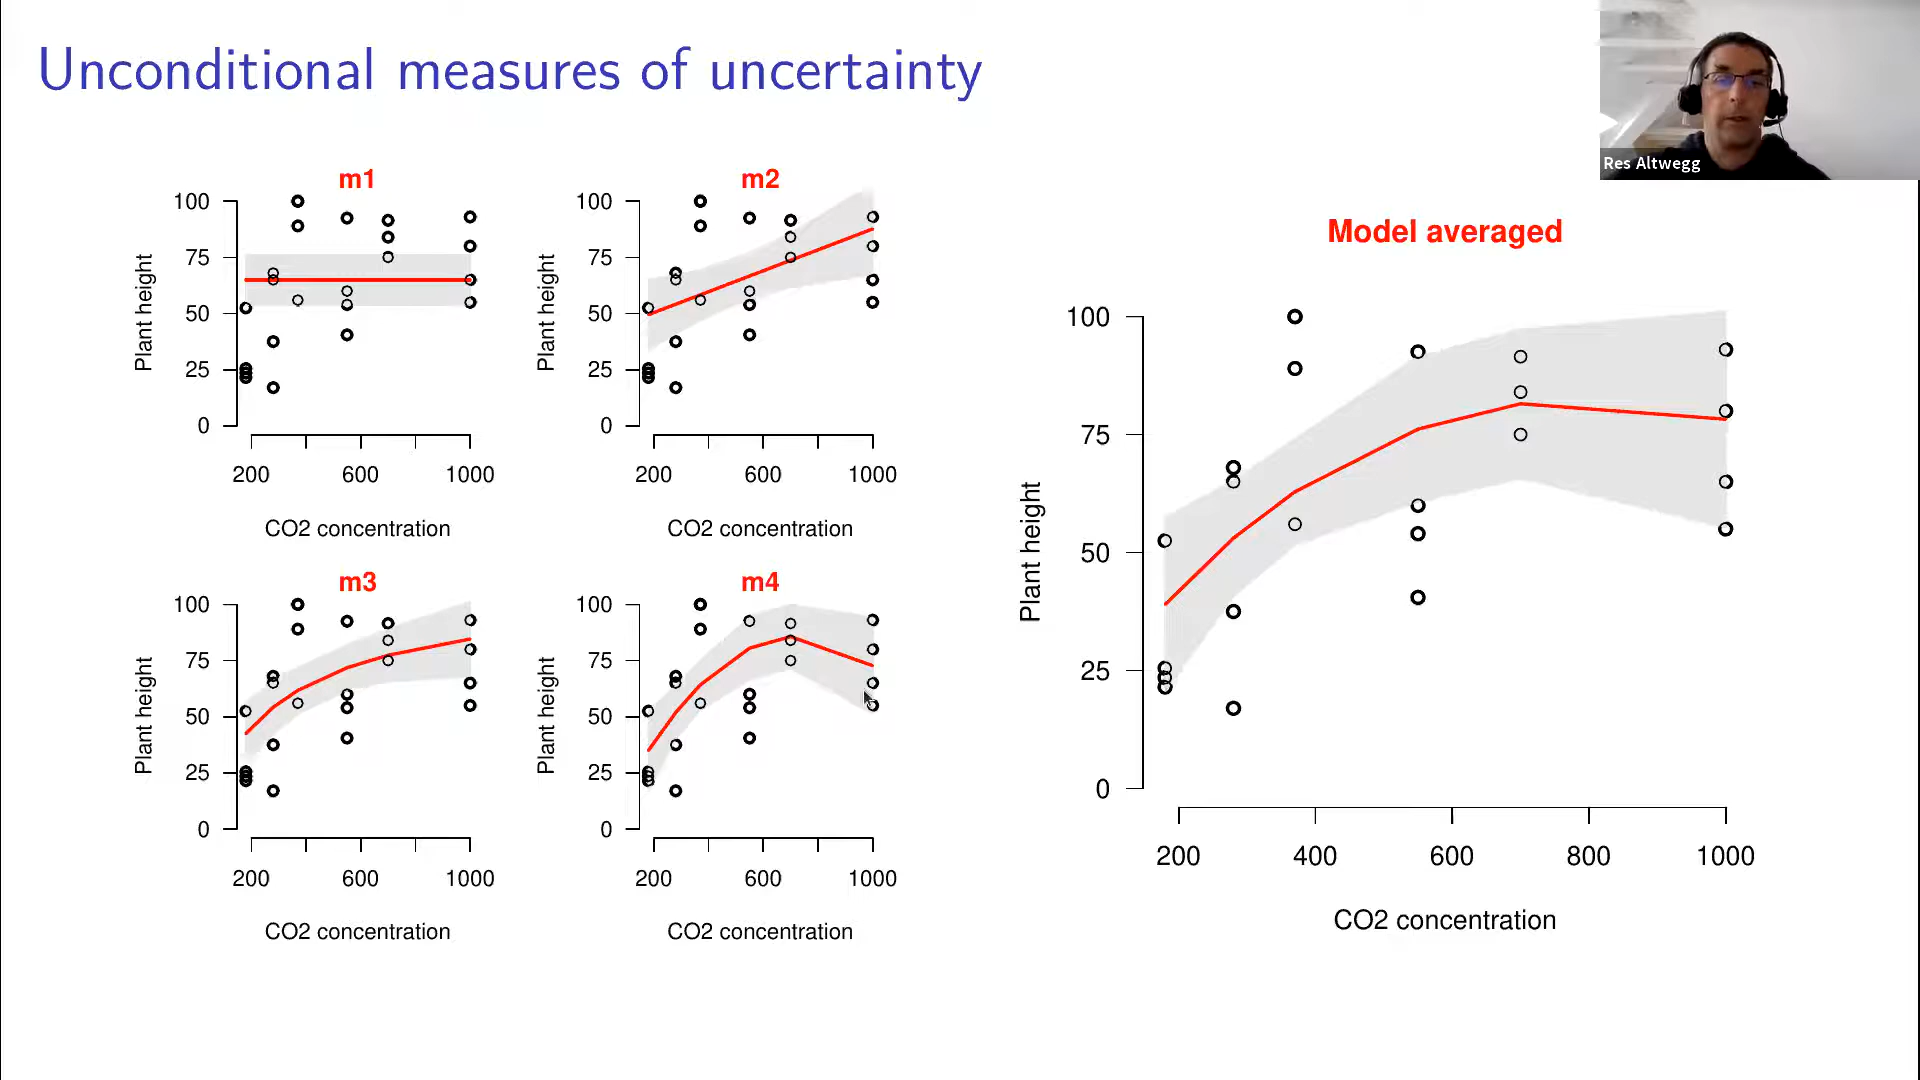 Unconditional measures of uncertainty
Res Altwegg
m1
100
75
50
25
0
Plant height
200 600 1000
CO2 concentration
m2
100
75
50
25
0
Plant height
200 600 1000
CO2 concentration
m3
100
75
50
25
0
Plant height
200 600 1000
CO2 concentration
m4
100
75
50
25
0
Plant height
200 600 1000
CO2 concentration
Model averaged
100
75
50
25
0
Plant height
200 400 600 800 1000
CO2 concentration